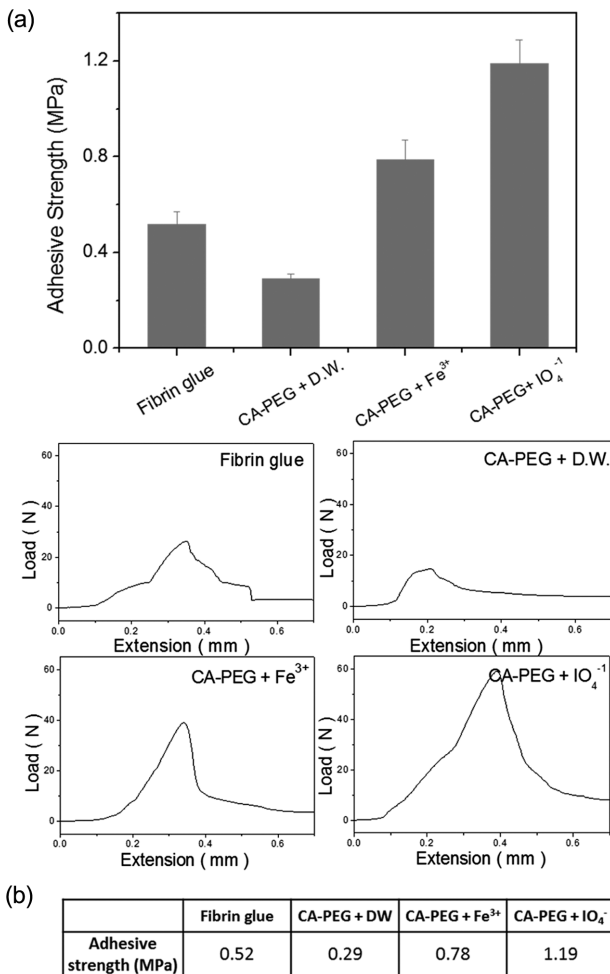 (a)
Adhesive Strength (MPa)
1.2
0.8
0.4
0.0
Fibrin glue
CA-PEG + D.W.
CA-PEG + Fe³⁺
CA-PEG+ IO₄⁻¹
Fibrin glue
Load ( N )
60
40
20
0
0.0 0.2 0.4 0.6
Extension ( mm )
CA-PEG + D.W.
Load ( N )
60
40
20
0
0.0 0.2 0.4 0.6
Extension ( mm )
CA-PEG + Fe³⁺
Load ( N )
60
40
20
0
0.0 0.2 0.4 0.6
Extension ( mm )
CA-PEG + IO₄⁻¹
Load ( N )
60
40
20
0
0.0 0.2 0.4 0.6
Extension ( mm )
(b)
Fibrin glue CA-PEG + DW CA-PEG + Fe³⁺ CA-PEG + IO₄⁻
Adhesive
strength (MPa) 0.52 0.29 0.78 1.19